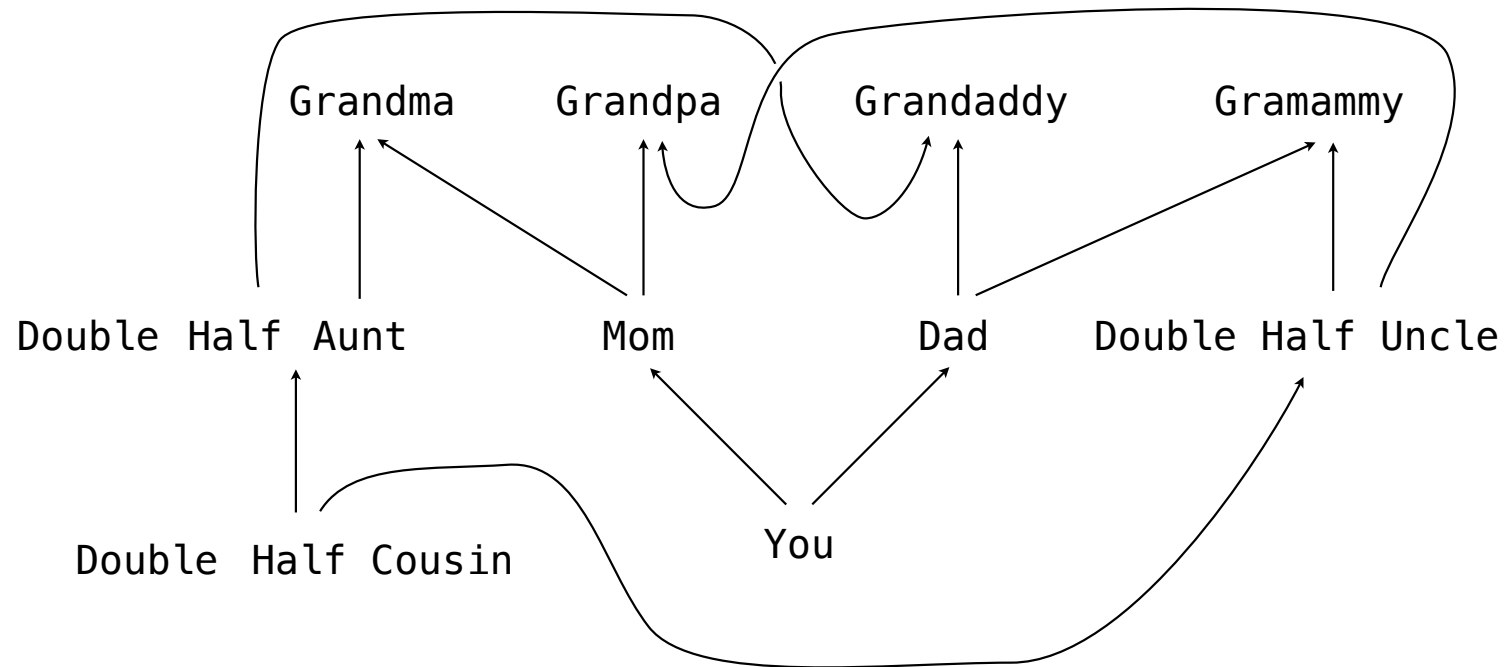 Grandma Grandpa Grandaddy Gramammy
Double Half Aunt Mom Dad Double Half Uncle
You
Double Half Cousin